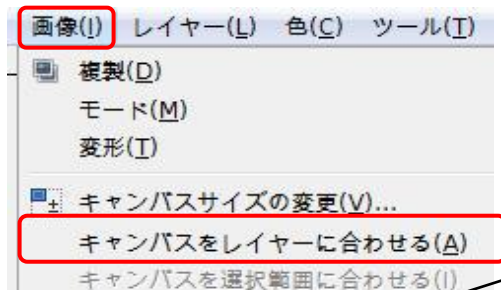 画像(I) レイヤー(L) 色(C) ツール(T)
複製(D)
モード(M)
変形(T)
キャンバスサイズの変更(V)...
キャンバスをレイヤーに合わせる(A)
キャンバスを選択範囲に合わせる(I)